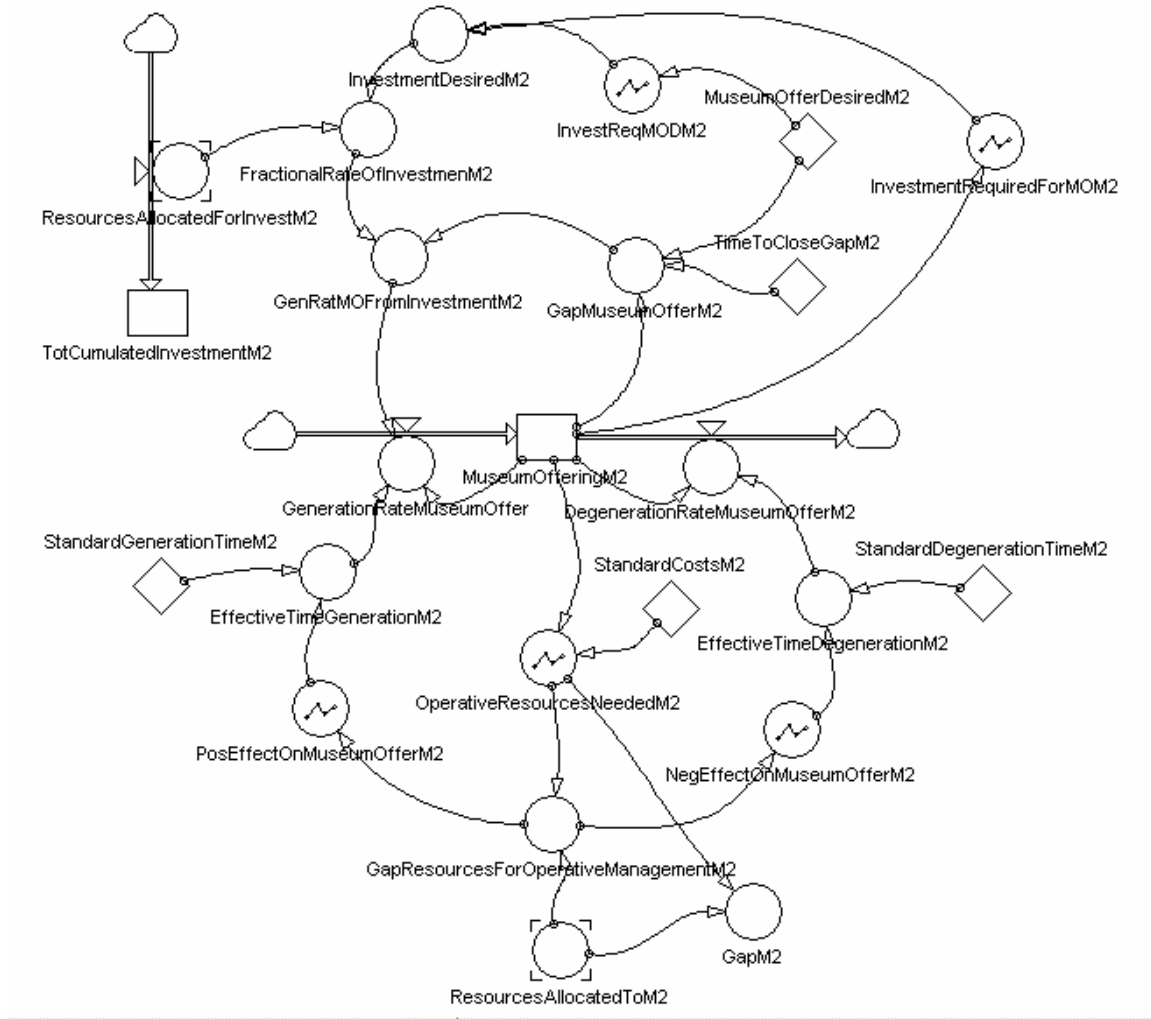 InvestmentDesiredM2
InvestReqMODM2
MuseumOfferDesiredM2
FractionalRateOfInvestmenM2
InvestmentRequiredForMOM2
ResourcesAllocatedForInvestM2
TimeToCloseGapM2
GenRatMOFromInvestmentM2
GapMuseumOfferM2
TotCumulatedInvestmentM2
MuseumOfferingM2
GenerationRateMuseumOffer
DegenerationRateMuseumOfferM2
StandardGenerationTimeM2
StandardCostsM2
StandardDegenerationTimeM2
EffectiveTimeGenerationM2
EffectiveTimeDegenerationM2
OperativeResourcesNeededM2
PosEffectOnMuseumOfferM2
NegEffectOnMuseumOfferM2
GapResourcesForOperativeManagementM2
GapM2
ResourcesAllocatedToM2